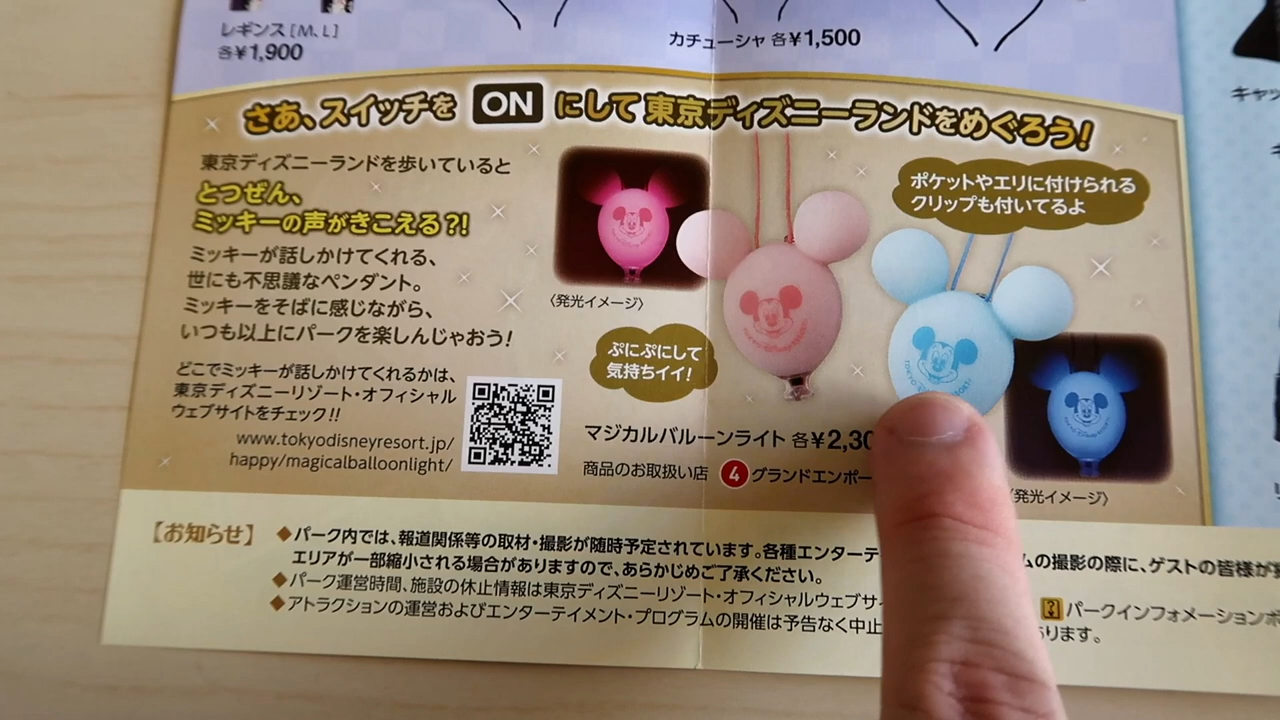 レギンス[M、L]
各¥1,900
カチューシャ 各¥1,500
さあ、スイッチを ON にして東京ディズニーランドをめぐろう!
東京ディズニーランドを歩いていると
とつぜん、
ミッキーの声がきこえる?!
ミッキーが話しかけてくれる、
世にも不思議なペンダント。
ミッキーをそばに感じながら、
いつも以上にパークを楽しんじゃおう!
どこでミッキーが話しかけてくれるかは、
東京ディズニーリゾート・オフィシャル
ウェブサイトをチェック!!
www.tokyodisneyresort.jp/
happy/magicalballoonlight/
〈発光イメージ〉
ぷにぷにして
気持ちイイ!
ポケットやエリに付けられる
クリップも付いてるよ
マジカルバルーンライト 各¥2,30
商品のお取扱い店 4 グランドエンポー
発光イメージ〉
【お知らせ】
◆パーク内では、報道関係等の取材・撮影が随時予定されています。各種エンターテ ムの撮影の際に、ゲストの皆様が
エリアが一部縮小される場合がありますので、あらかじめご了承ください。
◆パーク運営時間、施設の休止情報は東京ディズニーリゾート・オフィシャルウェブサ パークインフォメーション
◆アトラクションの運営およびエンターテイメント・プログラムの開催は予告なく中止 ります。